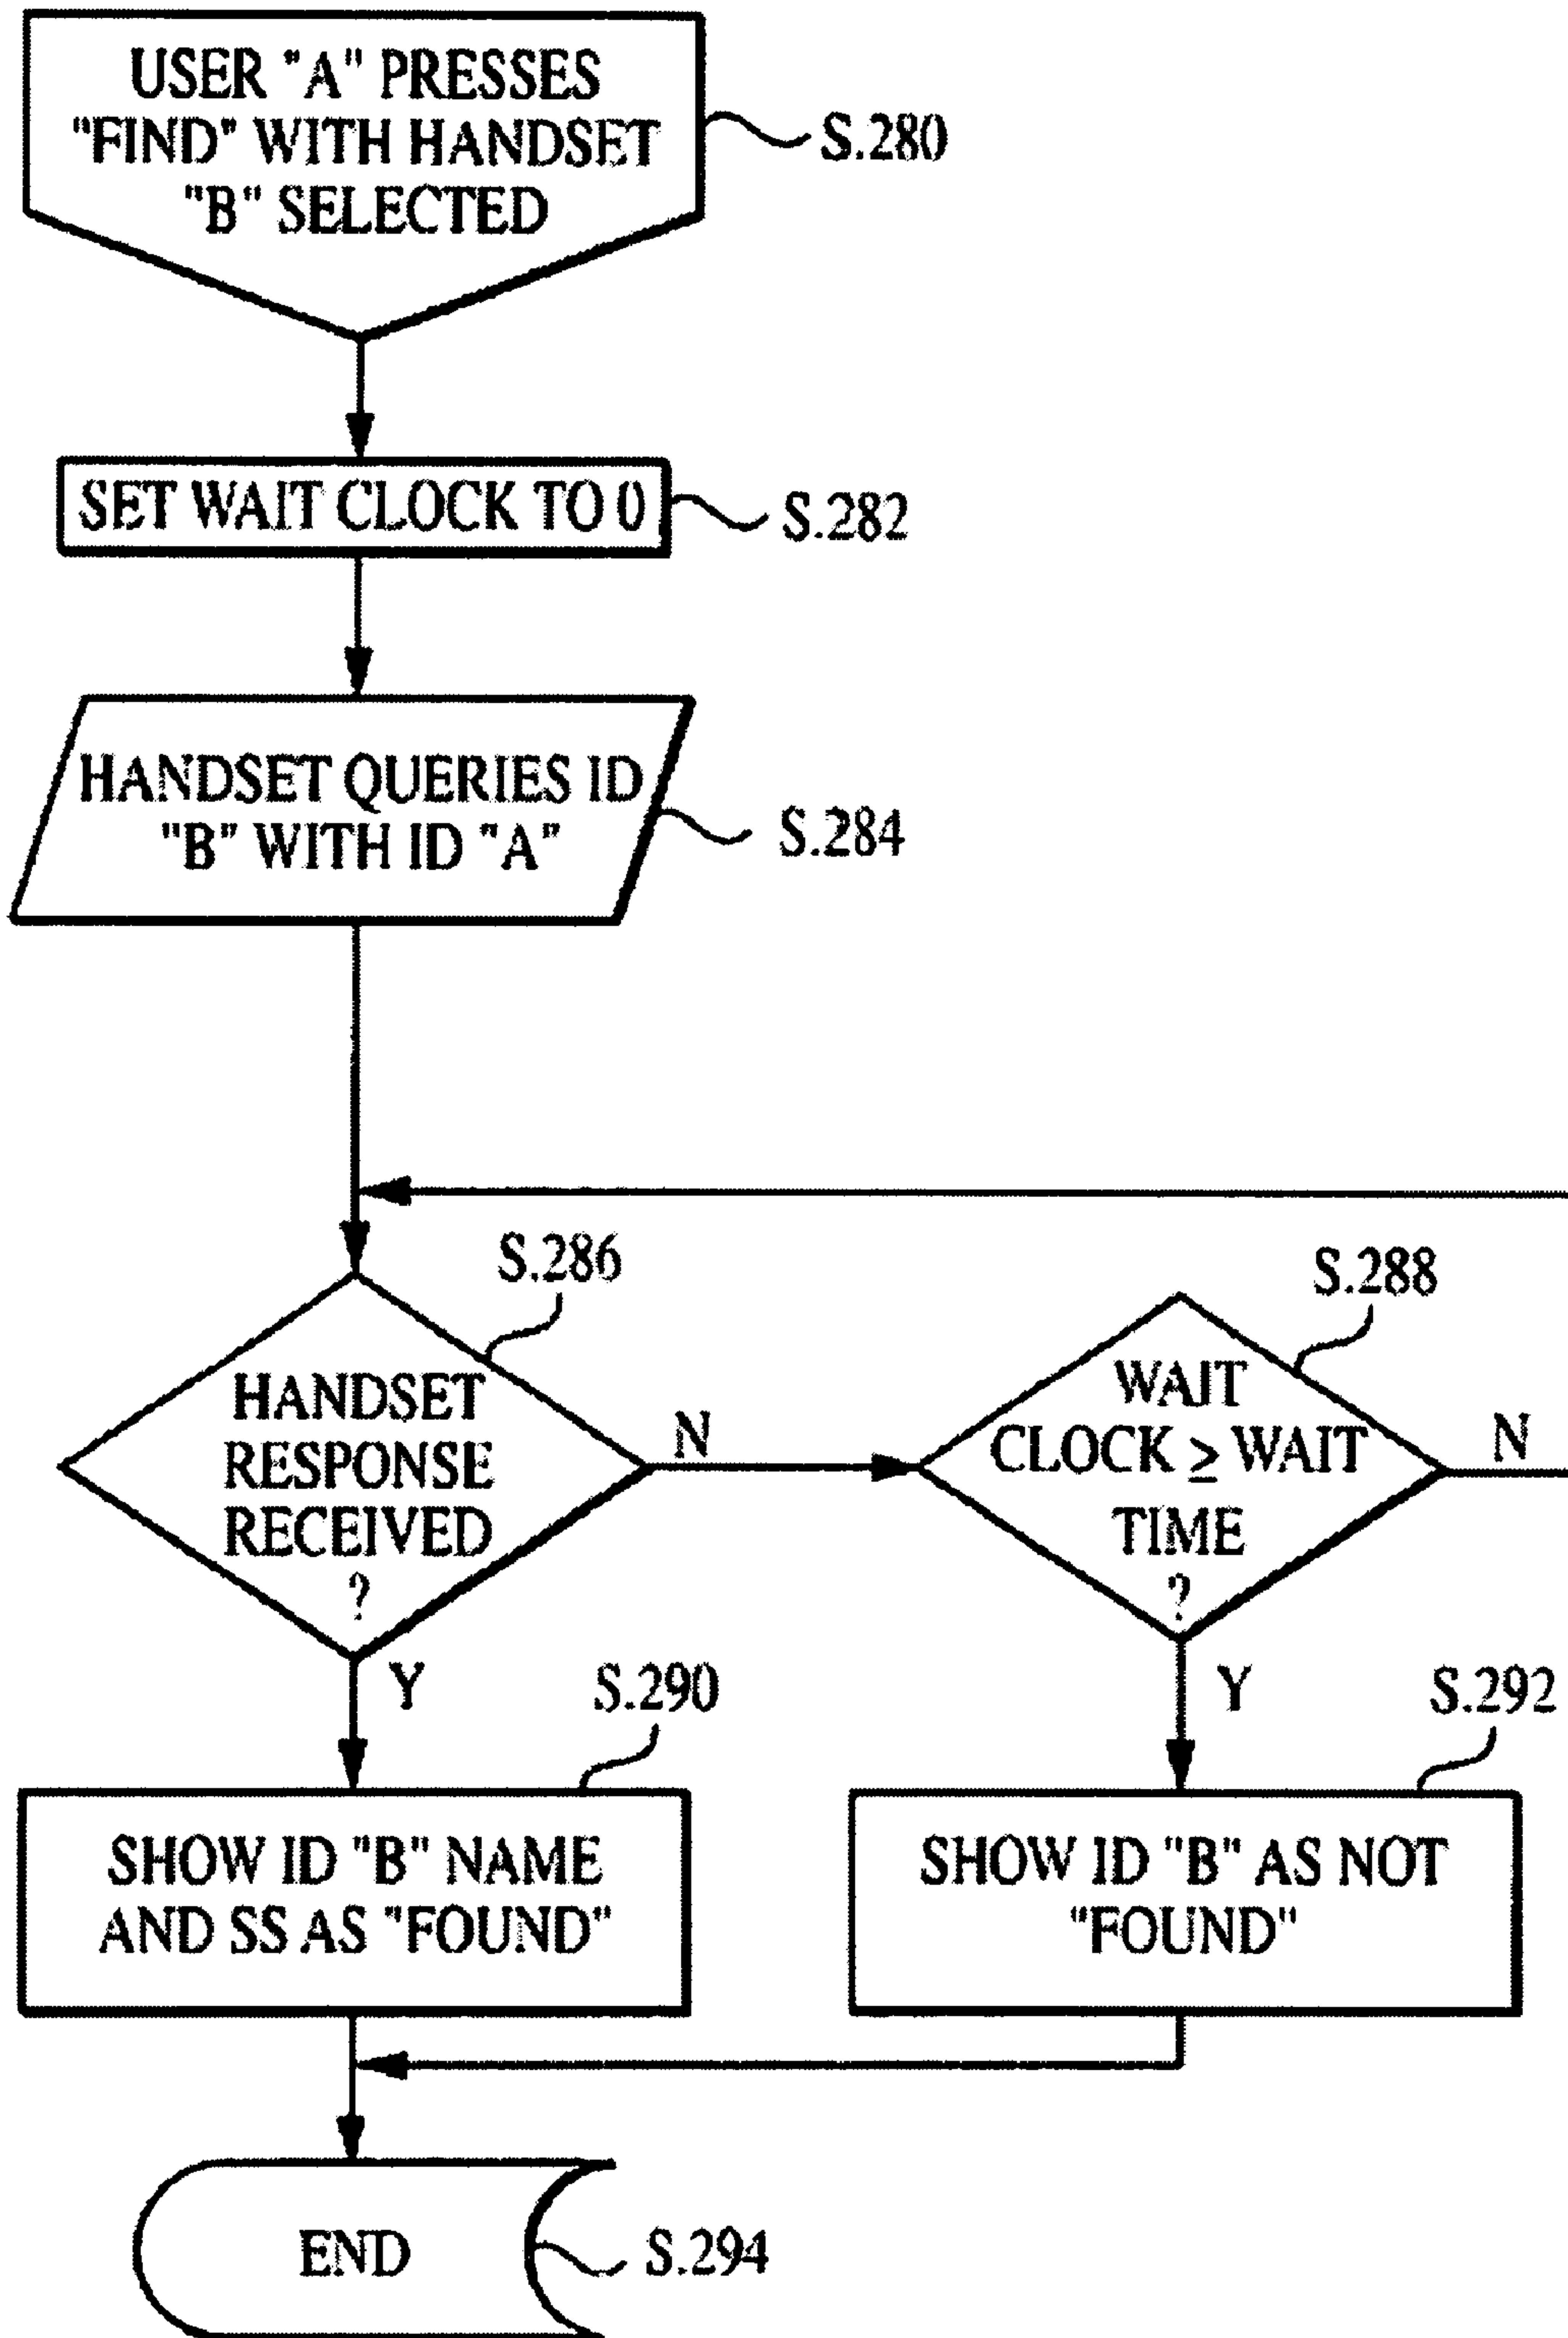 USER "A" PRESSES
"FIND" WITH HANDSET
"B" SELECTED
S.280
SET WAIT CLOCK TO 0
S.282
HANDSET QUERIES ID
"B" WITH ID "A"
S.284
S.286
HANDSET
RESPONSE
RECEIVED
?
N
Y
S.288
WAIT
CLOCK ≥ WAIT
TIME
?
N
Y
S.290
SHOW ID "B" NAME
AND SS AS "FOUND"
S.292
SHOW ID "B" AS NOT
"FOUND"
END
S.294